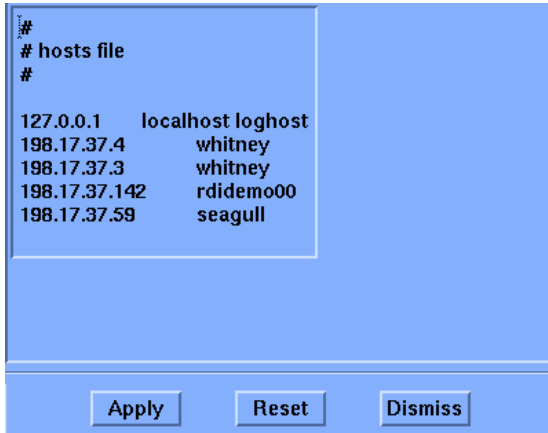 #
# hosts file
#
127.0.0.1 localhost loghost
198.17.37.4 whitney
198.17.37.3 whitney
198.17.37.142 rdidemo00
198.17.37.59 seagull
Apply Reset Dismiss